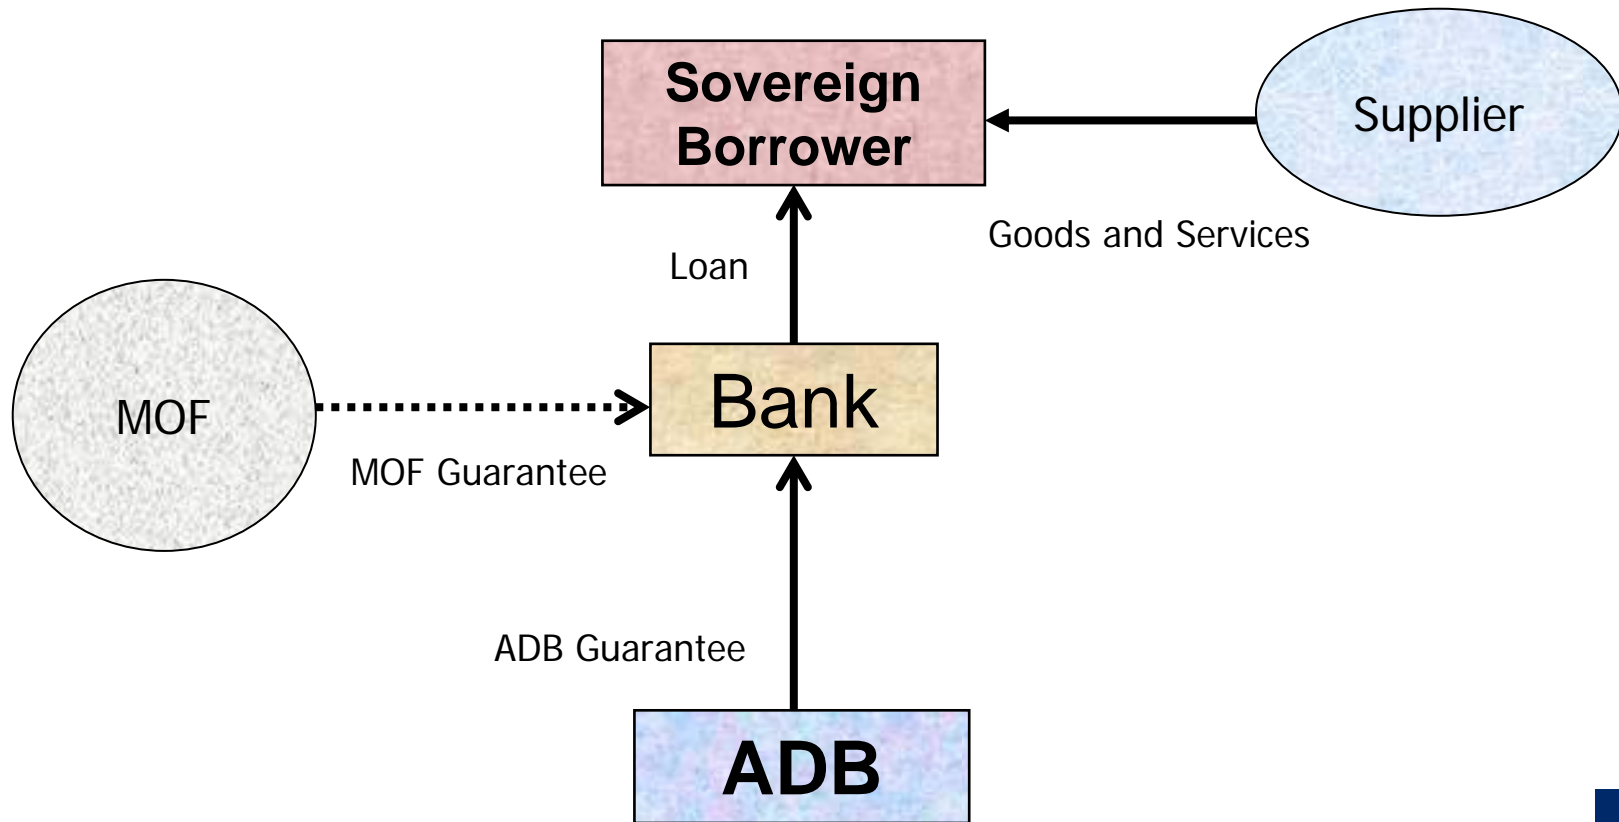 Sovereign
Borrower
Supplier
Goods and Services
Loan
MOF
Bank
MOF Guarantee
ADB Guarantee
ADB